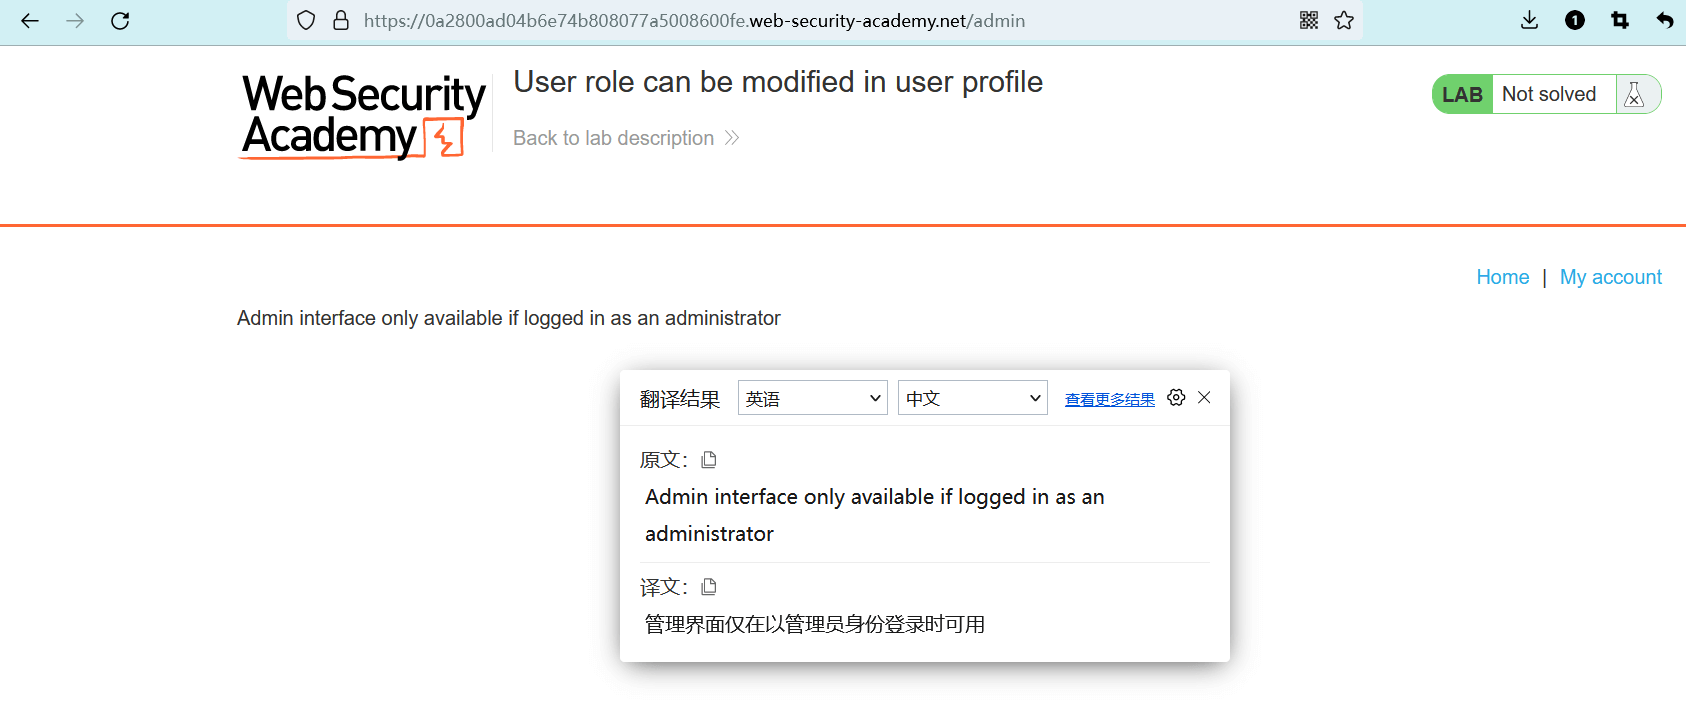 https://0a2800ad04b6e74b808077a5008600fe.web-security-academy.net/admin
1
Web Security
Academy
User role can be modified in user profile
Back to lab description
LAB Not solved
Home | My account
Admin interface only available if logged in as an administrator
翻译结果 英语 中文 查看更多结果
原文：
Admin interface only available if logged in as an
administrator
译文：
管理界面仅在以管理员身份登录时可用